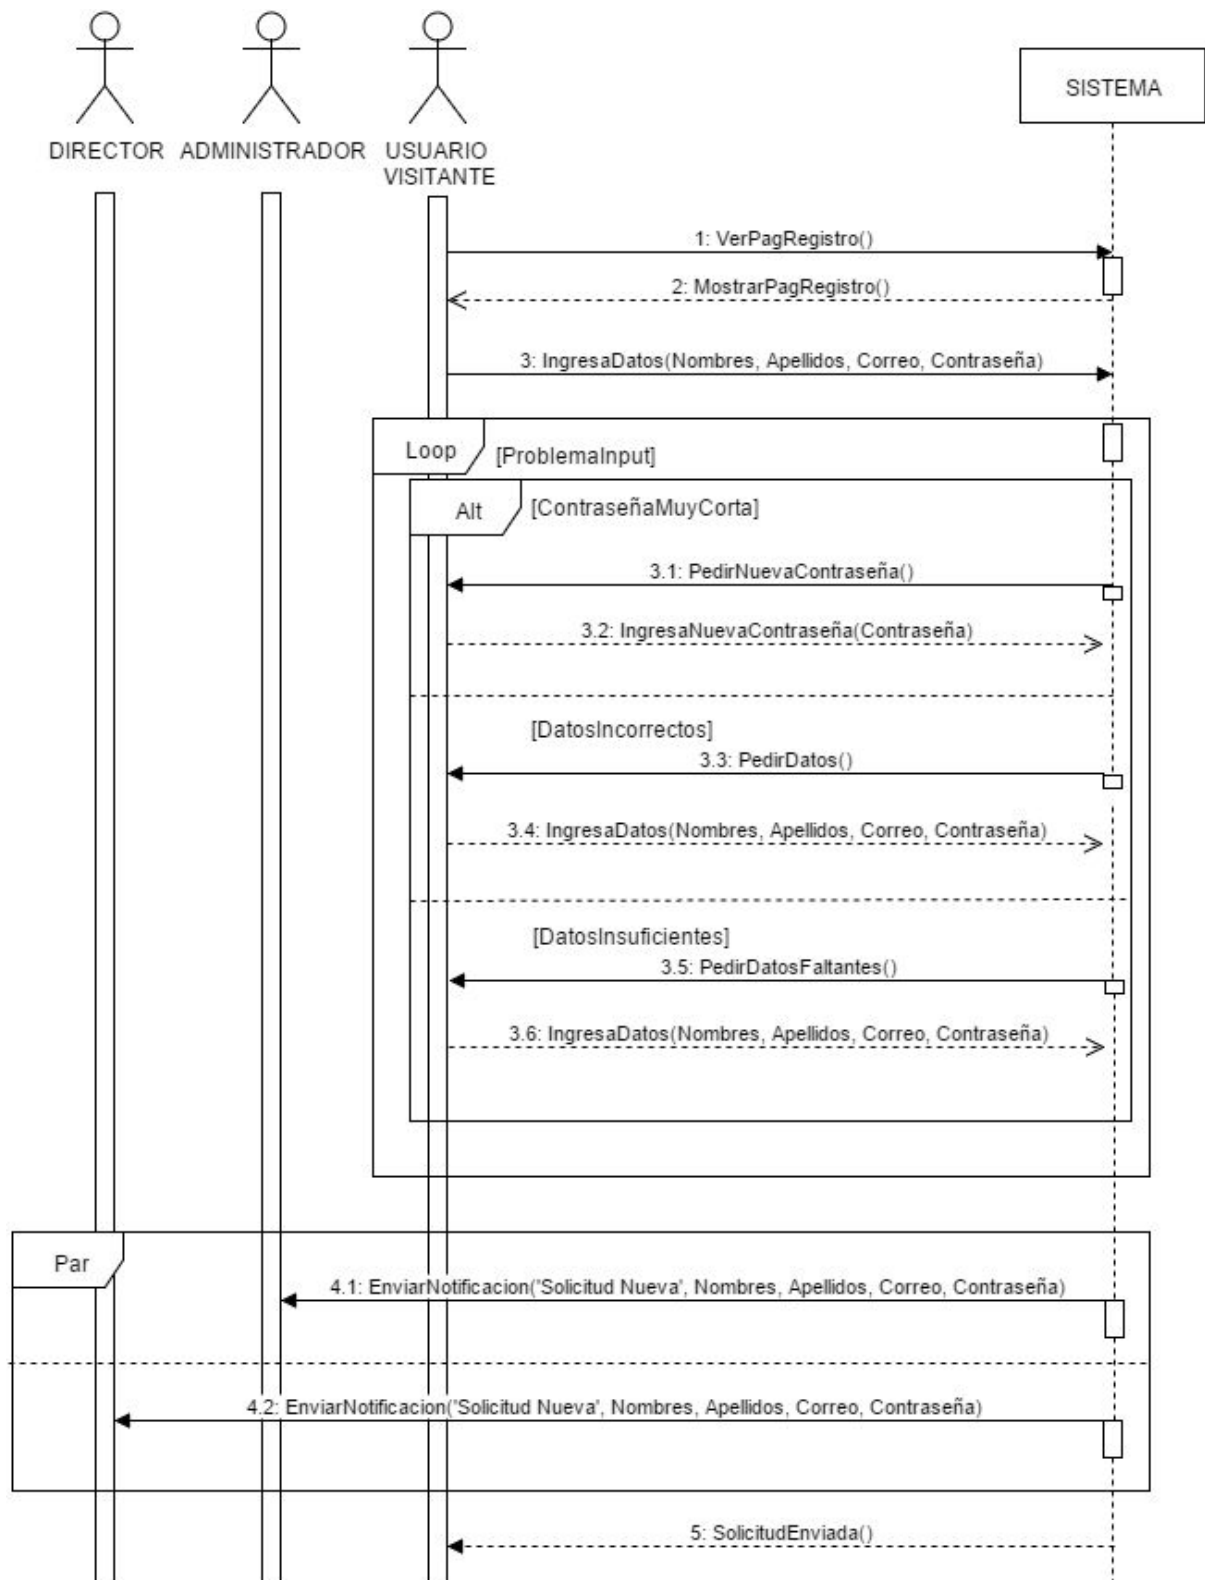 DIRECTOR
ADMINISTRADOR
USUARIO
VISITANTE
SISTEMA
1: VerPagRegistro()
2: MostrarPagRegistro()
3: IngresaDatos(Nombres, Apellidos, Correo, Contraseña)
Loop
[ProblemaInput]
Alt
[ContraseñaMuyCorta]
3.1: PedirNuevaContraseña()
3.2: IngresaNuevaContraseña(Contraseña)
[DatosIncorrectos]
3.3: PedirDatos()
3.4: IngresaDatos(Nombres, Apellidos, Correo, Contraseña)
[DatosInsuficientes]
3.5: PedirDatosFaltantes()
3.6: IngresaDatos(Nombres, Apellidos, Correo, Contraseña)
Par
4.1: EnviarNotificacion('Solicitud Nueva', Nombres, Apellidos, Correo, Contraseña)
4.2: EnviarNotificacion('Solicitud Nueva', Nombres, Apellidos, Correo, Contraseña)
5: SolicitudEnviada()